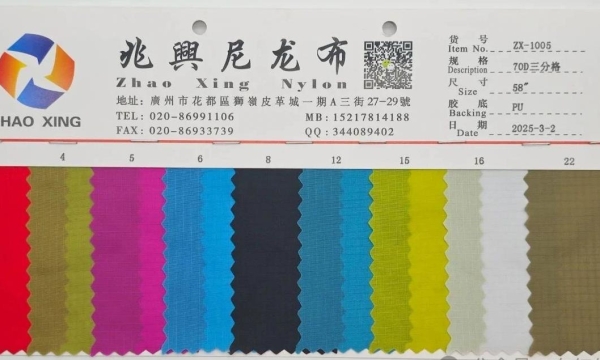 兆興尼龙布
Zhao Xing Nylon
地址: 廣州市花都區獅嶺皮革城一期A三街27-29號
TEL: 020-86991106 MB: 15217814188
FAX: 020-86933739 QQ: 344089402
HAO XING
货号
Item No. ZX-1005
规格
Description 70D三分格
尺寸
Size 58"
胶底
Backing PU
日期
Date 2025-3-2
4 5 6 8 12 15 16 22